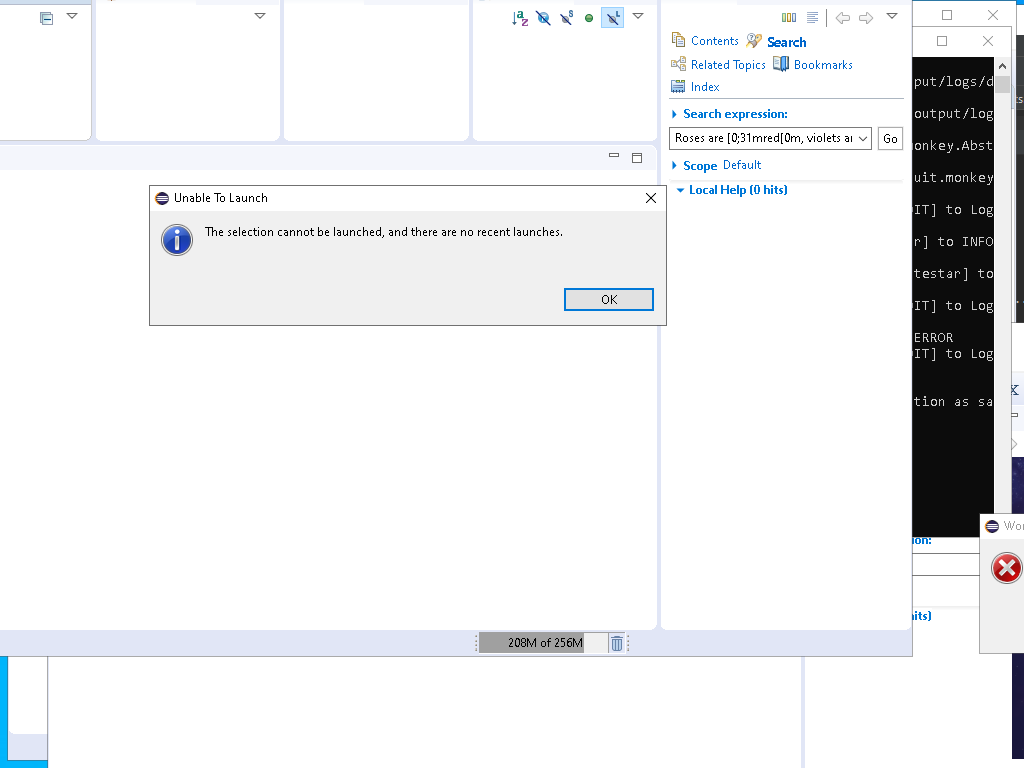 Contents
Search
Related Topics
Bookmarks
Index
Search expression:
Roses are [0;31mred[0m, violets ar
Go
Scope Default
Local Help (0 hits)
Unable To Launch
The selection cannot be launched, and there are no recent launches.
OK
208M of 256M
put/logs/d
output/log
onkey.Abst
uit.monkey
IT] to Log
r] to INFO
testar] to
IT] to Log
ERROR
IT] to Log
tion as sa
Wor
ion:
hits)